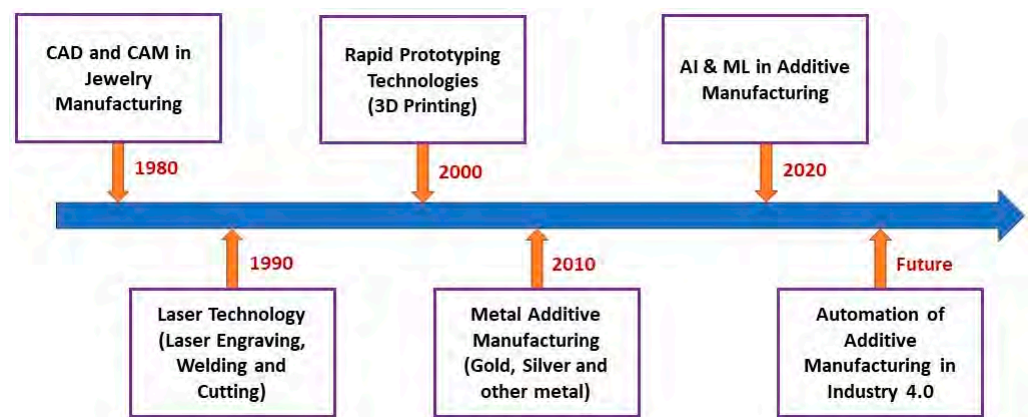 CAD and CAM in
Jewelry
Manufacturing
Rapid Prototyping
Technologies
(3D Printing)
AI & ML in Additive
Manufacturing
1980
2000
2020
1990
2010
Future
Laser Technology
(Laser Engraving,
Welding and
Cutting)
Metal Additive
Manufacturing
(Gold, Silver and
other metal)
Automation of
Additive
Manufacturing in
Industry 4.0